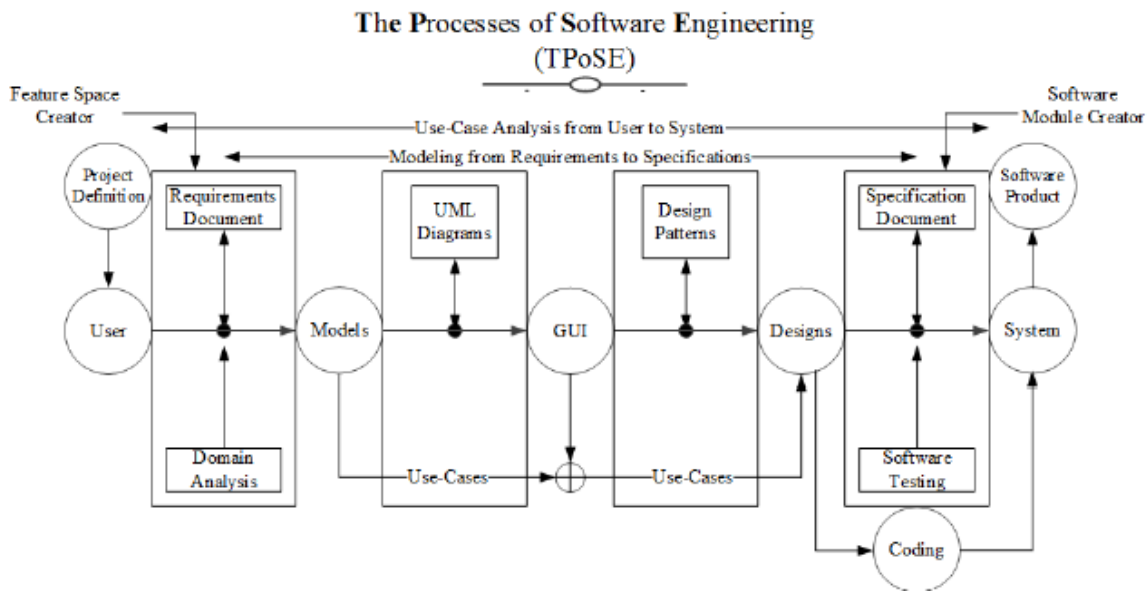 The Processes of Software Engineering
(TPoSE)
Feature Space
Creator
Software
Module Creator
Use-Case Analysis from User to System
Modeling from Requirements to Specifications
Project
Definition
Requirements
Document
UML
Diagrams
Design
Patterns
Specification
Document
Software
Product
User
Models
GUI
Designs
System
Domain
Analysis
Use-Cases
Use-Cases
Software
Testing
Coding